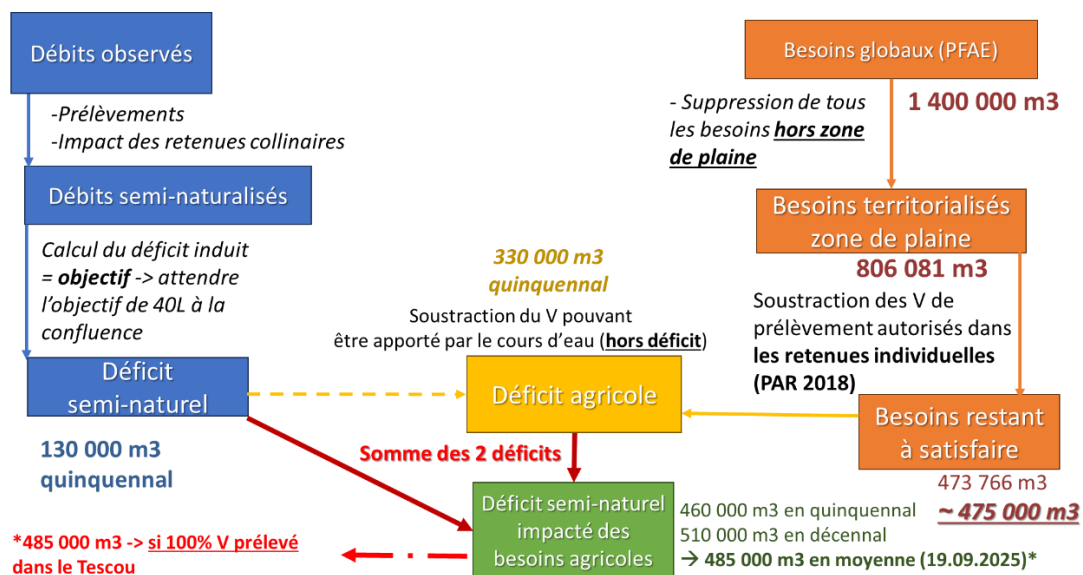 Débits observés
-Prélèvements
-Impact des retenues collinaires
Débits semi-naturalisés
Calcul du déficit induit
= objectif -> attendre
l'objectif de 40L à la
confluence
Déficit
semi-naturel
130 000 m3
quinquennal
*485 000 m3 -> si 100% V prélevé
dans le Tescou
330 000 m3
quinquennal
Soustraction du V pouvant
être apporté par le cours d'eau (hors déficit)
Déficit agricole
Somme des 2 déficits
Déficit semi-naturel
impacté des
besoins agricoles
460 000 m3 en quinquennal
510 000 m3 en décennal
→ 485 000 m3 en moyenne (19.09.2025)*
Besoins globaux (PFAE)
1 400 000 m3
- Suppression de tous
les besoins hors zone
de plaine
Besoins territorialisés
zone de plaine
806 081 m3
Soustraction des V de
prélèvement autorisés dans
les retenues individuelles
(PAR 2018)
Besoins restant
à satisfaire
473 766 m3
~ 475 000 m3